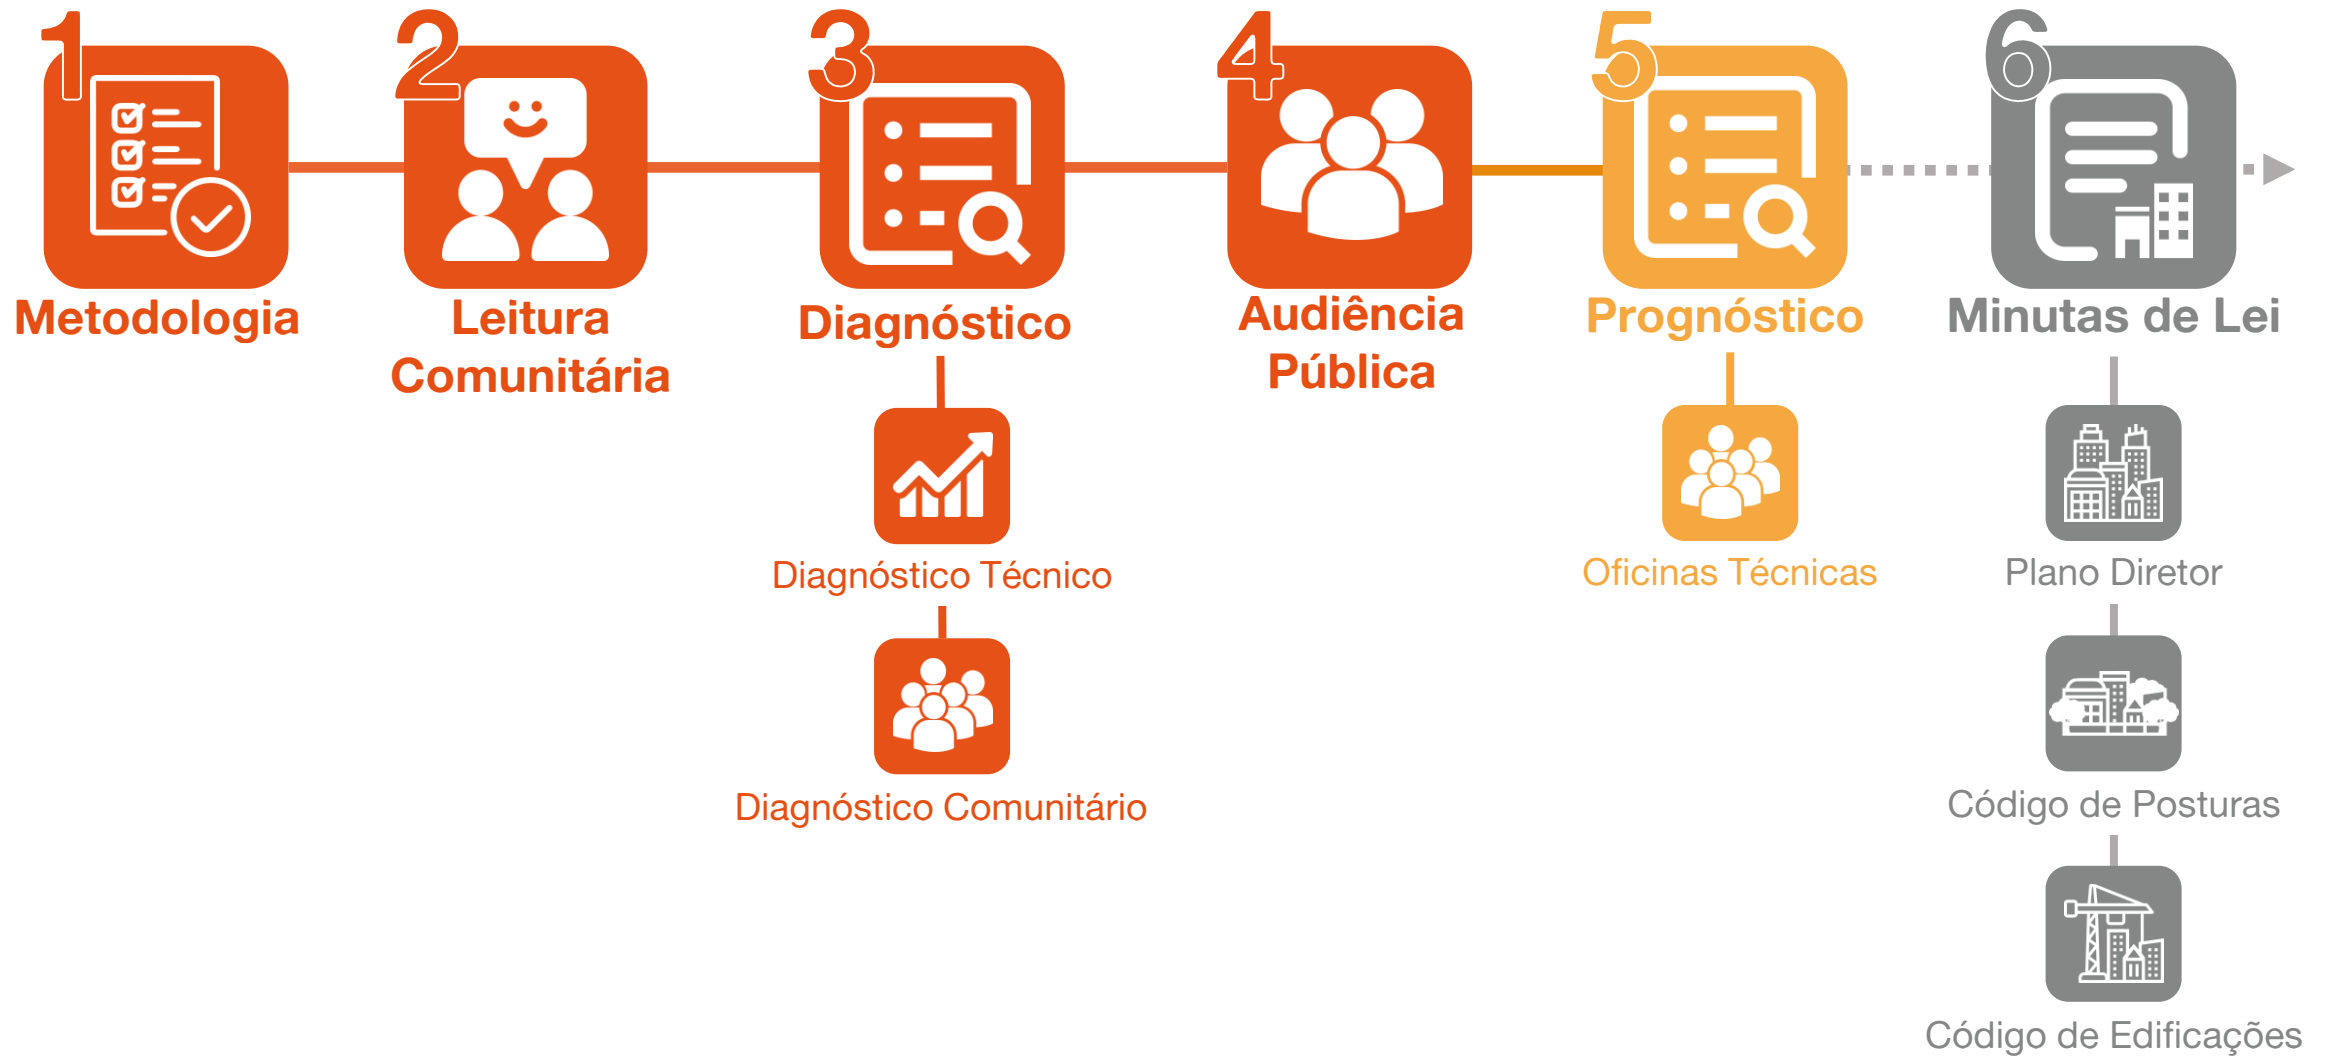 1
Metodologia
2
Leitura
Comunitária
3
Diagnóstico
Diagnóstico Técnico
Diagnóstico Comunitário
4
Audiência
Pública
5
Prognóstico
Oficinas Técnicas
6
Minutas de Lei
Plano Diretor
Código de Posturas
Código de Edificações